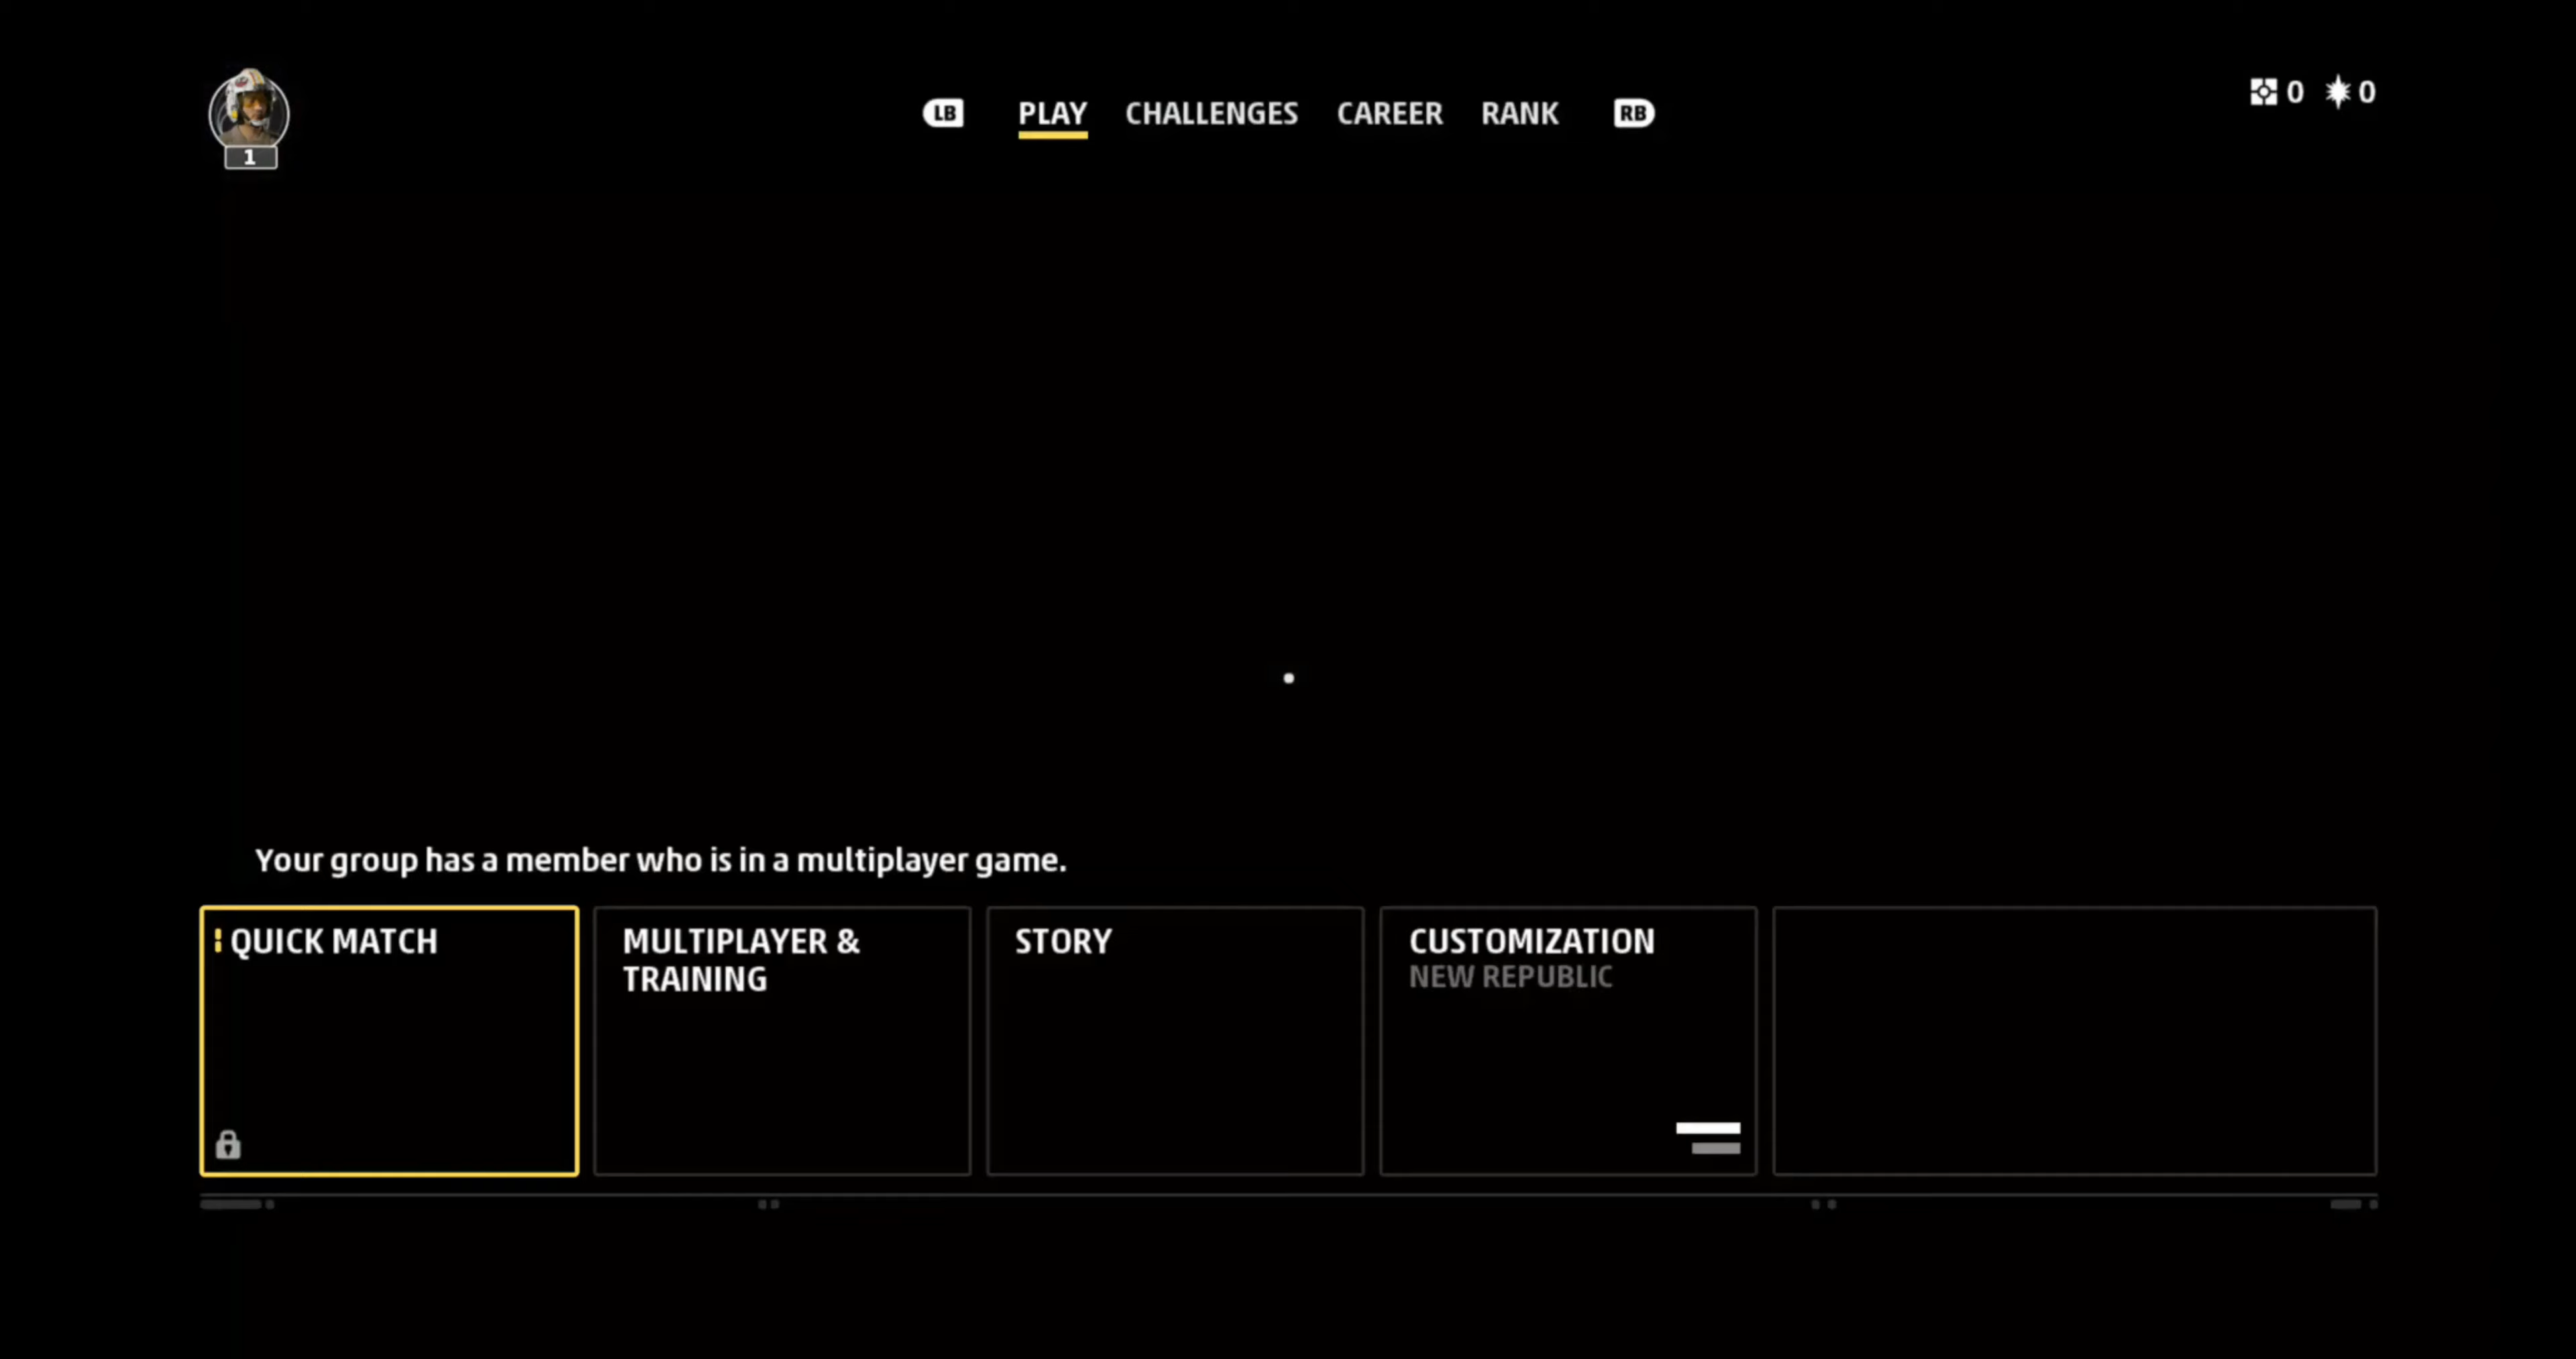 1
LB PLAY CHALLENGES CAREER RANK RB
0 0
Your group has a member who is in a multiplayer game.
QUICK MATCH
MULTIPLAYER &
TRAINING
STORY
CUSTOMIZATION
NEW REPUBLIC